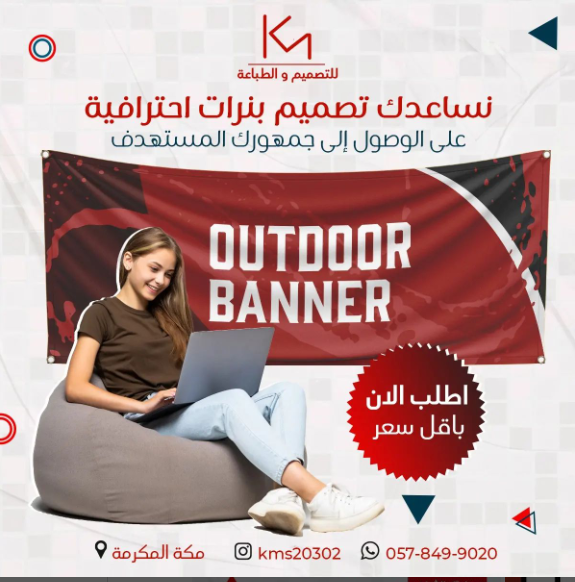 KM
للتصميم و الطباعة
نساعدك تصميم بنرات احترافية
على الوصول إلى جمهورك المستهدف
OUTDOOR
BANNER
اطلب الان
باقل سعر
مكة المكرمة
kms20302
057-849-9020